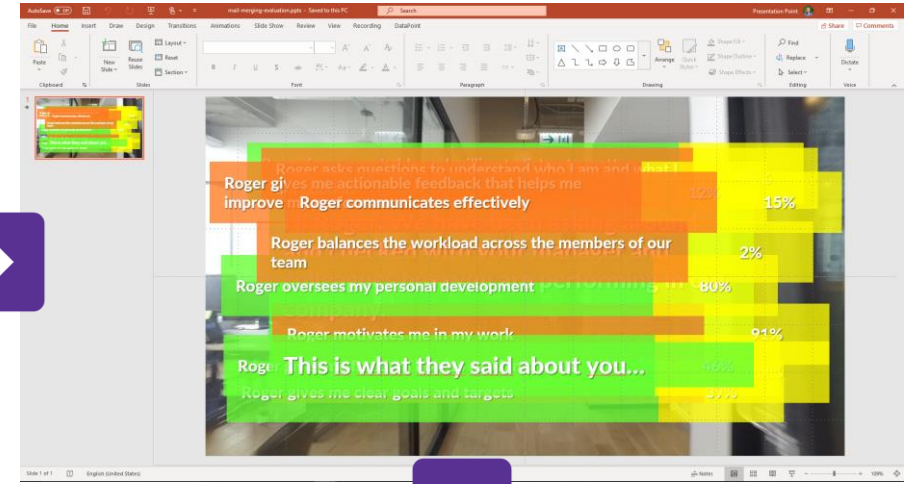 AutoSave
mail-merging-evaluation.pptx - Saved to this PC
Search
Presentation Point
File Home Insert Draw Design Transitions Animations Slide Show Review View Recording DataPoint
Share Comments
Paste
New Slide
Reuse Slides
Layout
Reset
Section
Shape Fill
Shape Outline
Shape Effects
Arrange
Quick Styles
Find
Replace
Select
Dictate
Clipboard Slides Font Paragraph Drawing Editing Voice
1
Roger asks questions to
who I am and what I
Roger gives me actionable feedback that helps me
improve
12%
Roger communicates effectively
15%
Roger balances the workload across the members of our
team
2%
Roger oversees my personal development
80%
Roger motivates me in my work
91%
Roge
This is what they said about you...
46%
Roger gives me clear goals and targets
Slide 1 of 1 English (United States)
Notes
109%